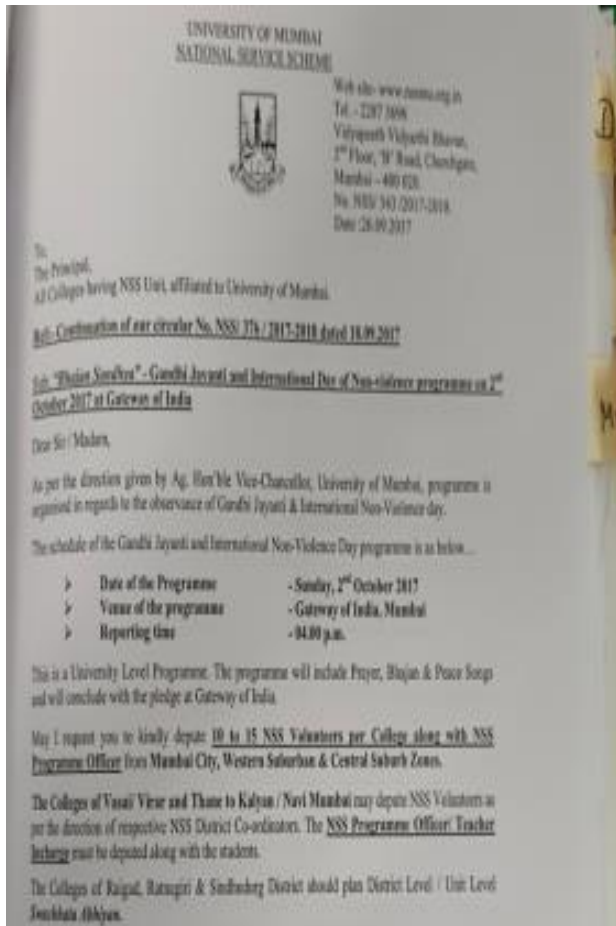 UNIVERSITY OF MUMBAI
NATIONAL SERVICE SCHEME
Web site- www.nssmu.org.in
Tel. -
Vidyapeeth Vidyarthi Bhavan,
2nd Floor, 'B' Road, Churchgate,
Mumbai - 400 020.
No. NSS/ 343 /2017-2018
Date :26.09.2017
To,
The Principal,
All Colleges having NSS Unit, affiliated to University of Mumbai.
Ref:- Continuation of our circular No. NSS/ 376 / 2017-2018 dated 18.09.2017
Sub: "Bhajan Sandhya" - Gandhi Jayanti and International Day of Non-violence programme on 2nd
October 2017 at Gateway of India
Dear Sir / Madam,
As per the direction given by Ag. Hon'ble Vice-Chancellor, University of Mumbai, programme is
organised in regards to the observance of Gandhi Jayanti & International Non-Violence day.
The schedule of the Gandhi Jayanti and International Non-Violence Day programme is as below…
➢ Date of the Programme - Sunday, 2nd October 2017
➢ Venue of the programme - Gateway of India, Mumbai
➢ Reporting time - 04.00 p.m.
This is a University Level Programme. The programme will include Prayer, Bhajan & Peace Songs
and will conclude with the pledge at Gateway of India.
May I request you to kindly depute 10 to 15 NSS Volunteers per College along with NSS
Programme Officer from Mumbai City, Western Suburban & Central Suburb Zones.
The Colleges of Vasai/ Virar and Thane to Kalyan / Navi Mumbai may depute NSS Volunteers as
per the direction of respective NSS District Co-ordinators. The NSS Programme Officer/ Teacher
Incharge must be deputed along with the students.
The Colleges of Raigad, Ratnagiri & Sindhudurg District should plan District Level / Unit Level
Swachhata Abhiyan.
D
M